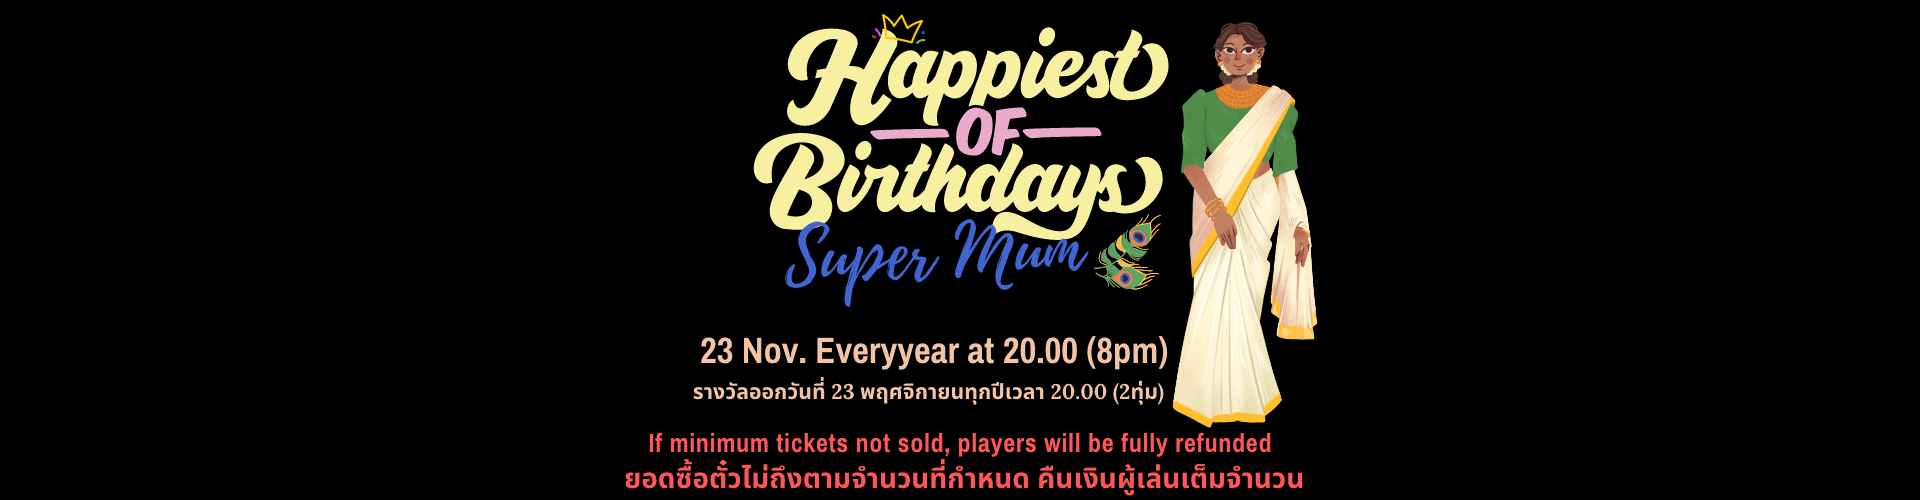 Happiest
OF
Birthdays
Super Mum
23 Nov. Everyyear at 20.00 (8pm)
รางวัลออกวันที่ 23 พฤศจิกายนทุกปีเวลา 20.00 (2ทุ่ม)
If minimum tickets not sold, players will be fully refunded
ยอดซื้อตั๋วไม่ถึงตามจำนวนที่กำหนด คืนเงินผู้เล่นเต็มจำนวน